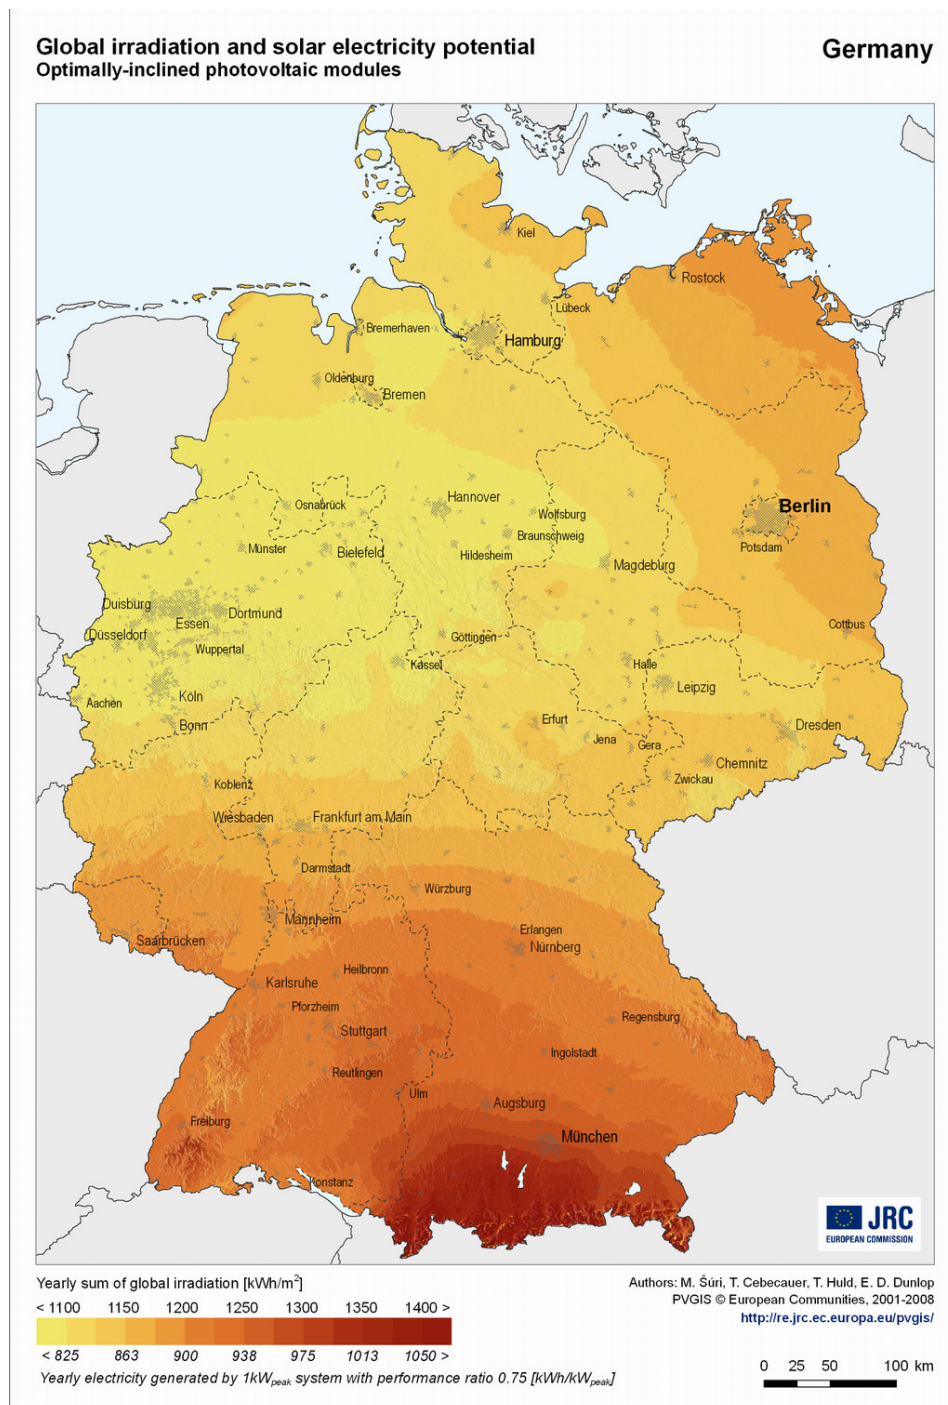 Global irradiation and solar electricity potential
Optimally-inclined photovoltaic modules
Germany
Kiel
Rostock
Lübeck
Bremerhaven
Hamburg
Oldenburg
Bremen
Hannover
Osnabrück
Wolfsburg
Berlin
Braunschweig
Münster
Bielefeld
Hildesheim
Potsdam
Magdeburg
Duisburg
Dortmund
Essen
Cottbus
Düsseldorf
Göttingen
Wuppertal
Kassel
Halle
Leipzig
Köln
Aachen
Bonn
Erfurt
Dresden
Jena
Gera
Chemnitz
Zwickau
Koblenz
Wiesbaden
Frankfurt am Main
Darmstadt
Würzburg
Mannheim
Erlangen
Saarbrücken
Nürnberg
Heilbronn
Karlsruhe
Pforzheim
Regensburg
Stuttgart
Ingolstadt
Reutlingen
Ulm
Augsburg
Freiburg
München
Konstanz
JRC
EUROPEAN COMMISSION
Yearly sum of global irradiation [kWh/m²]
< 1100 1150 1200 1250 1300 1350 1400 >
< 825 863 900 938 975 1013 1050 >
Yearly electricity generated by 1kWpeak system with performance ratio 0.75 [kWh/kWpeak]
Authors: M. Šúri, T. Cebecauer, T. Huld, E. D. Dunlop
PVGIS © European Communities, 2001-2008
http://re.jrc.ec.europa.eu/pvgis/
0 25 50 100 km